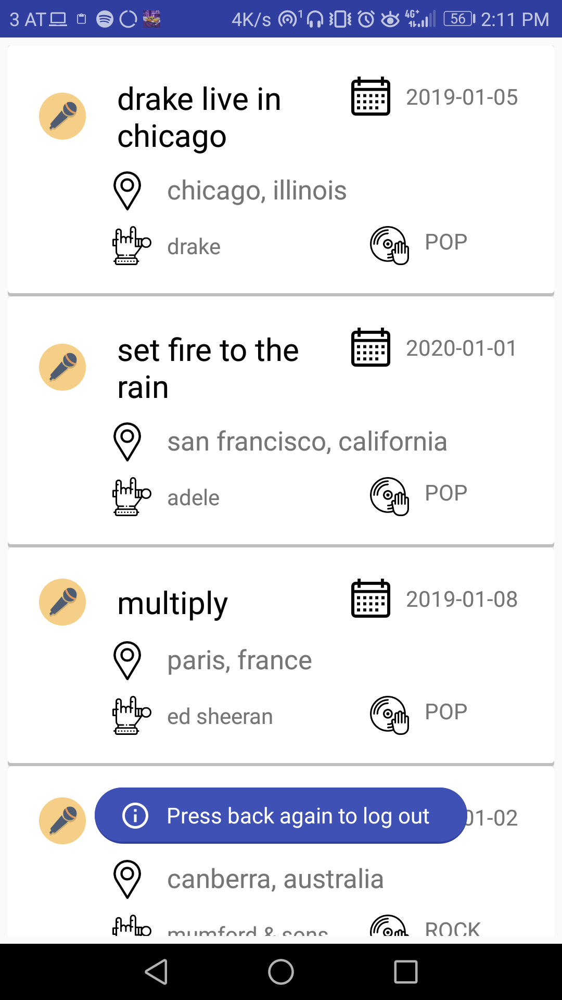 3 AT 4K/s 1 4G+ 56 2:11 PM
drake live in
chicago
2019-01-05
chicago, illinois
drake
POP
set fire to the
rain
2020-01-01
san francisco, california
adele
POP
multiply
2019-01-08
paris, france
ed sheeran
POP
Press back again to log out
01-02
canberra, australia
mumford & sons
ROCK